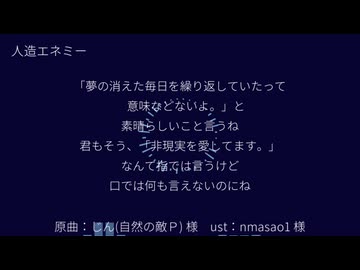 人造エネミー
「夢の消えた毎日を繰り返していたって
意味などないよ。」と
素晴らしいこと言うね
君もそう、「非現実を愛してます。」
なんて指では言うけど
口では何も言えないのにね
原曲：じん(自然の敵Ｐ) 様　ust：nmasao1 様